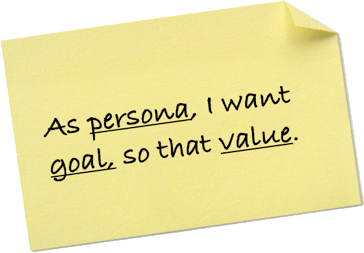 As persona, I want
goal, so that value.